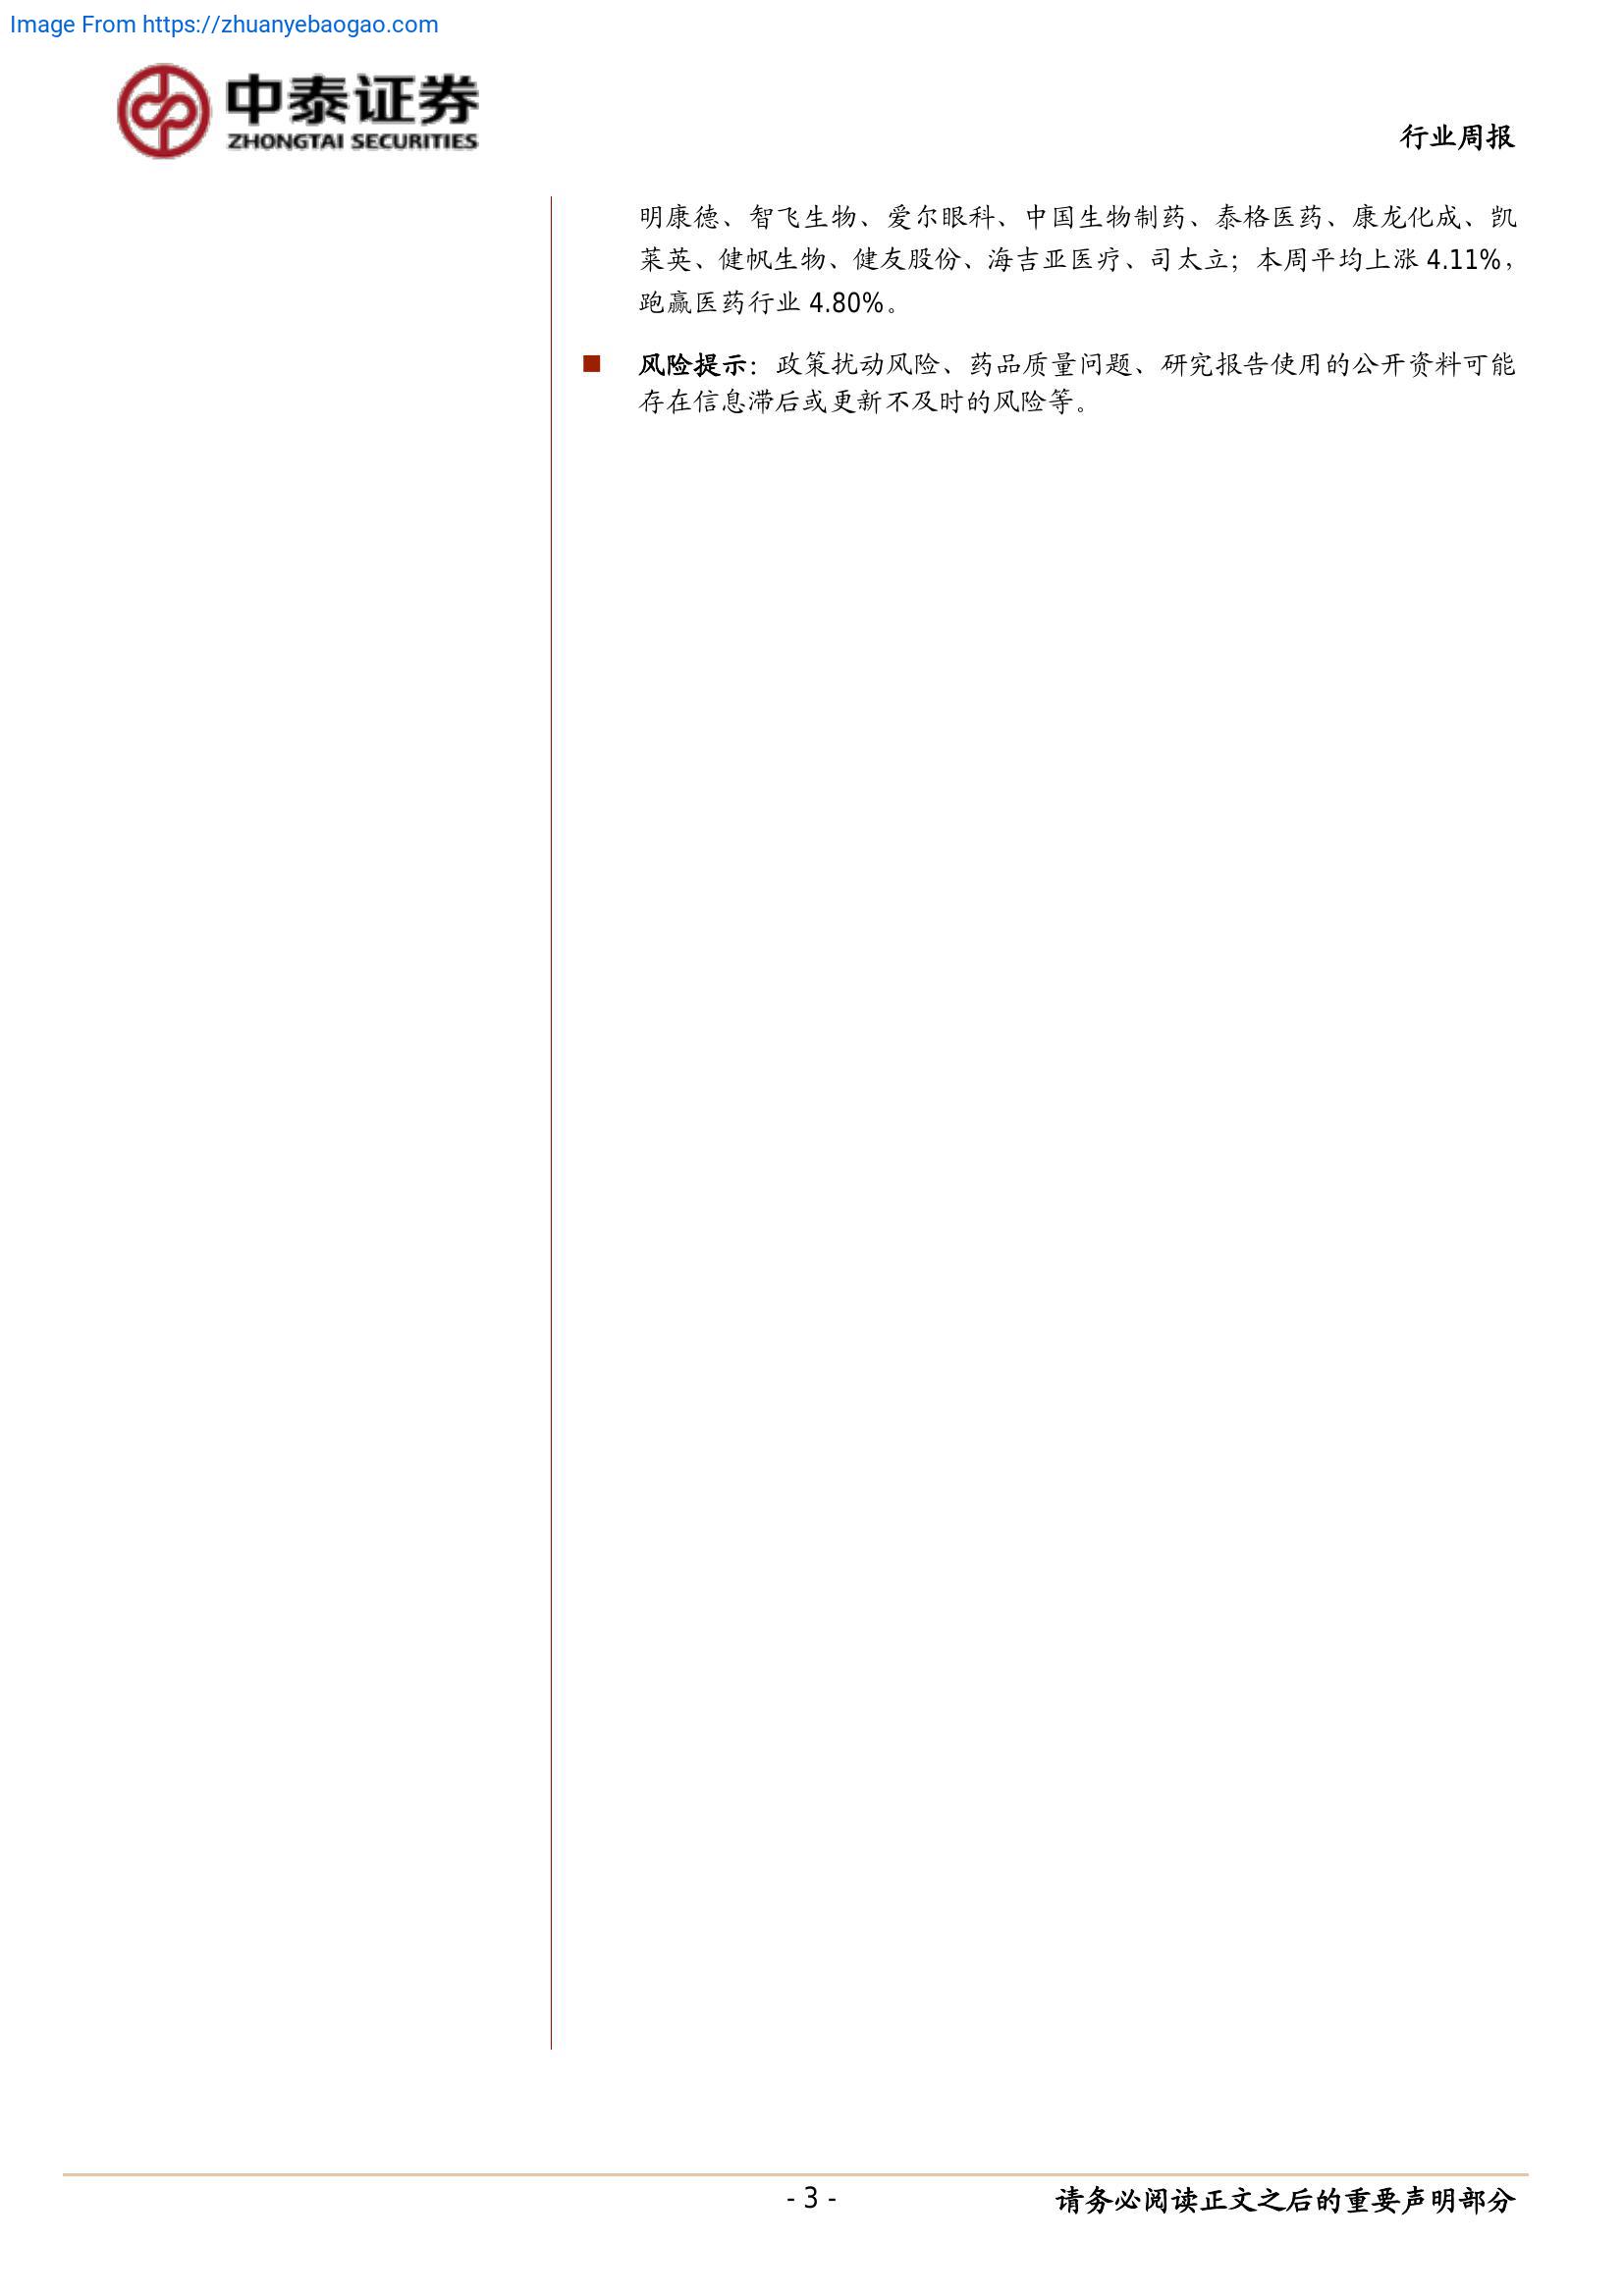 Image From https://zhuanyebaogao.com
中泰证券
ZHONGTAI SECURITIES
行业周报
明康德、智飞生物、爱尔眼科、中国生物制药、泰格医药、康龙化成、凯
莱英、健帆生物、健友股份、海吉亚医疗、司太立；本周平均上涨 4.11%，
跑赢医药行业 4.80%。
■ 风险提示：政策扰动风险、药品质量问题、研究报告使用的公开资料可能
存在信息滞后或更新不及时的风险等。
- 3 -
请务必阅读正文之后的重要声明部分